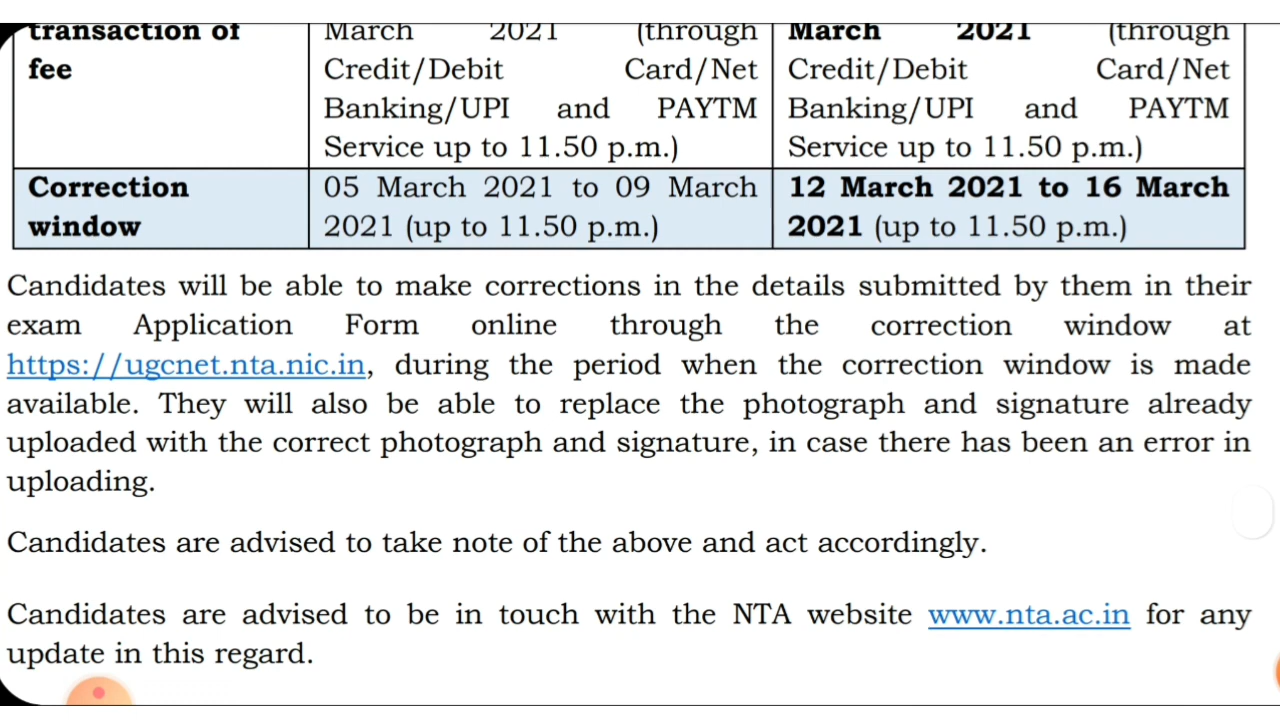 transaction of
fee
March 2021 (through
Credit/Debit Card/Net
Banking/UPI and PAYTM
Service up to 11.50 p.m.)
March 2021 (through
Credit/Debit Card/Net
Banking/UPI and PAYTM
Service up to 11.50 p.m.)
Correction
window
05 March 2021 to 09 March
2021 (up to 11.50 p.m.)
12 March 2021 to 16 March
2021 (up to 11.50 p.m.)
Candidates will be able to make corrections in the details submitted by them in their
exam Application Form online through the correction window at
https://ugcnet.nta.nic.in, during the period when the correction window is made
available. They will also be able to replace the photograph and signature already
uploaded with the correct photograph and signature, in case there has been an error in
uploading.
Candidates are advised to take note of the above and act accordingly.
Candidates are advised to be in touch with the NTA website www.nta.ac.in for any
update in this regard.